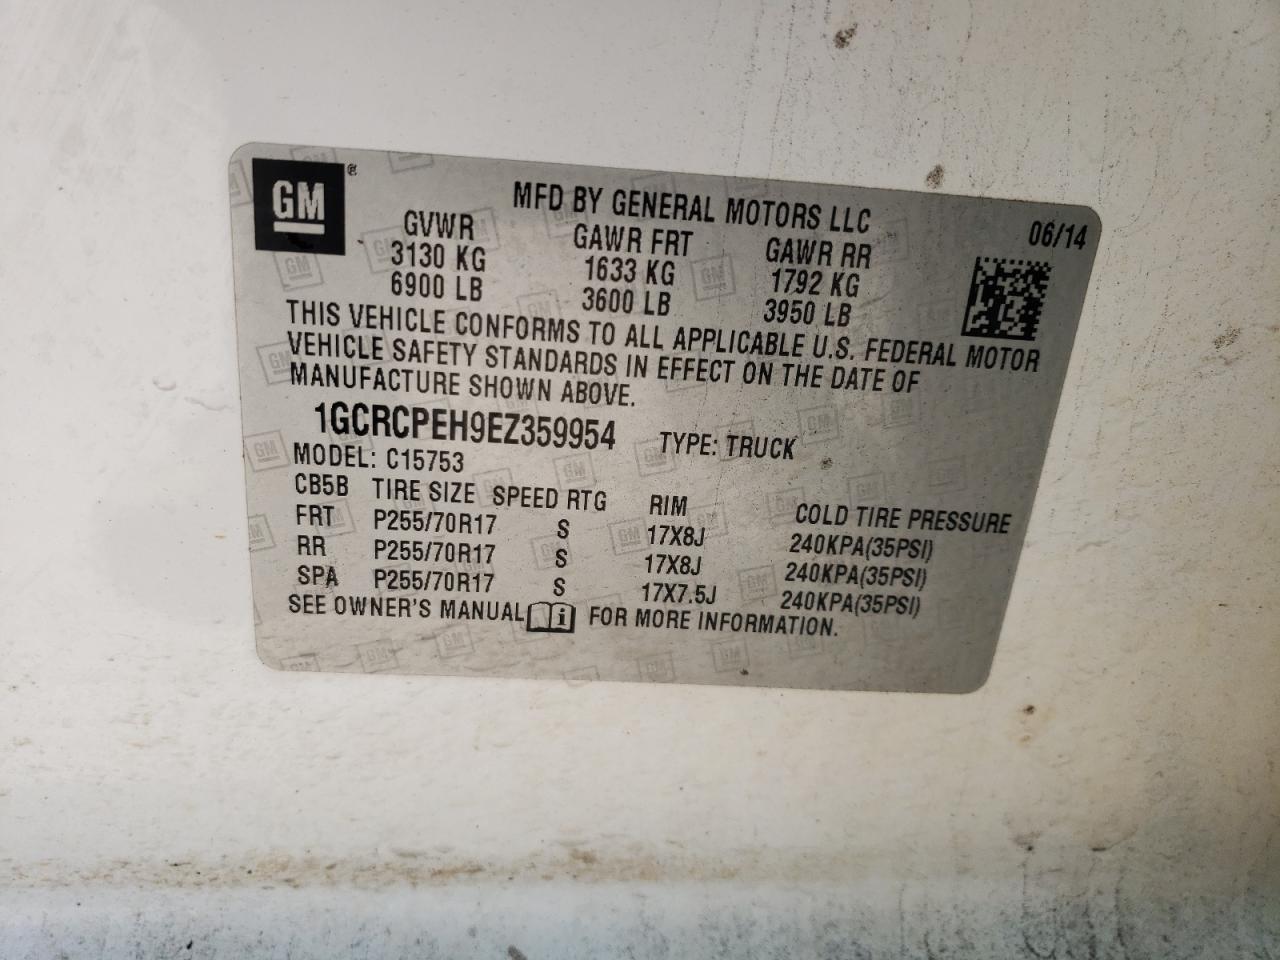 GM ®
MFD BY GENERAL MOTORS LLC 06/14
GVWR GAWR FRT GAWR RR
3130 KG 1633 KG 1792 KG
6900 LB 3600 LB 3950 LB
THIS VEHICLE CONFORMS TO ALL APPLICABLE U.S. FEDERAL MOTOR
VEHICLE SAFETY STANDARDS IN EFFECT ON THE DATE OF
MANUFACTURE SHOWN ABOVE.
1GCRCPEH9EZ359954 TYPE: TRUCK
MODEL: C15753
CB5B TIRE SIZE SPEED RTG RIM COLD TIRE PRESSURE
FRT P255/70R17 S 17X8J 240KPA(35PSI)
RR P255/70R17 S 17X8J 240KPA(35PSI)
SPA P255/70R17 S 17X7.5J 240KPA(35PSI)
SEE OWNER'S MANUAL i FOR MORE INFORMATION.